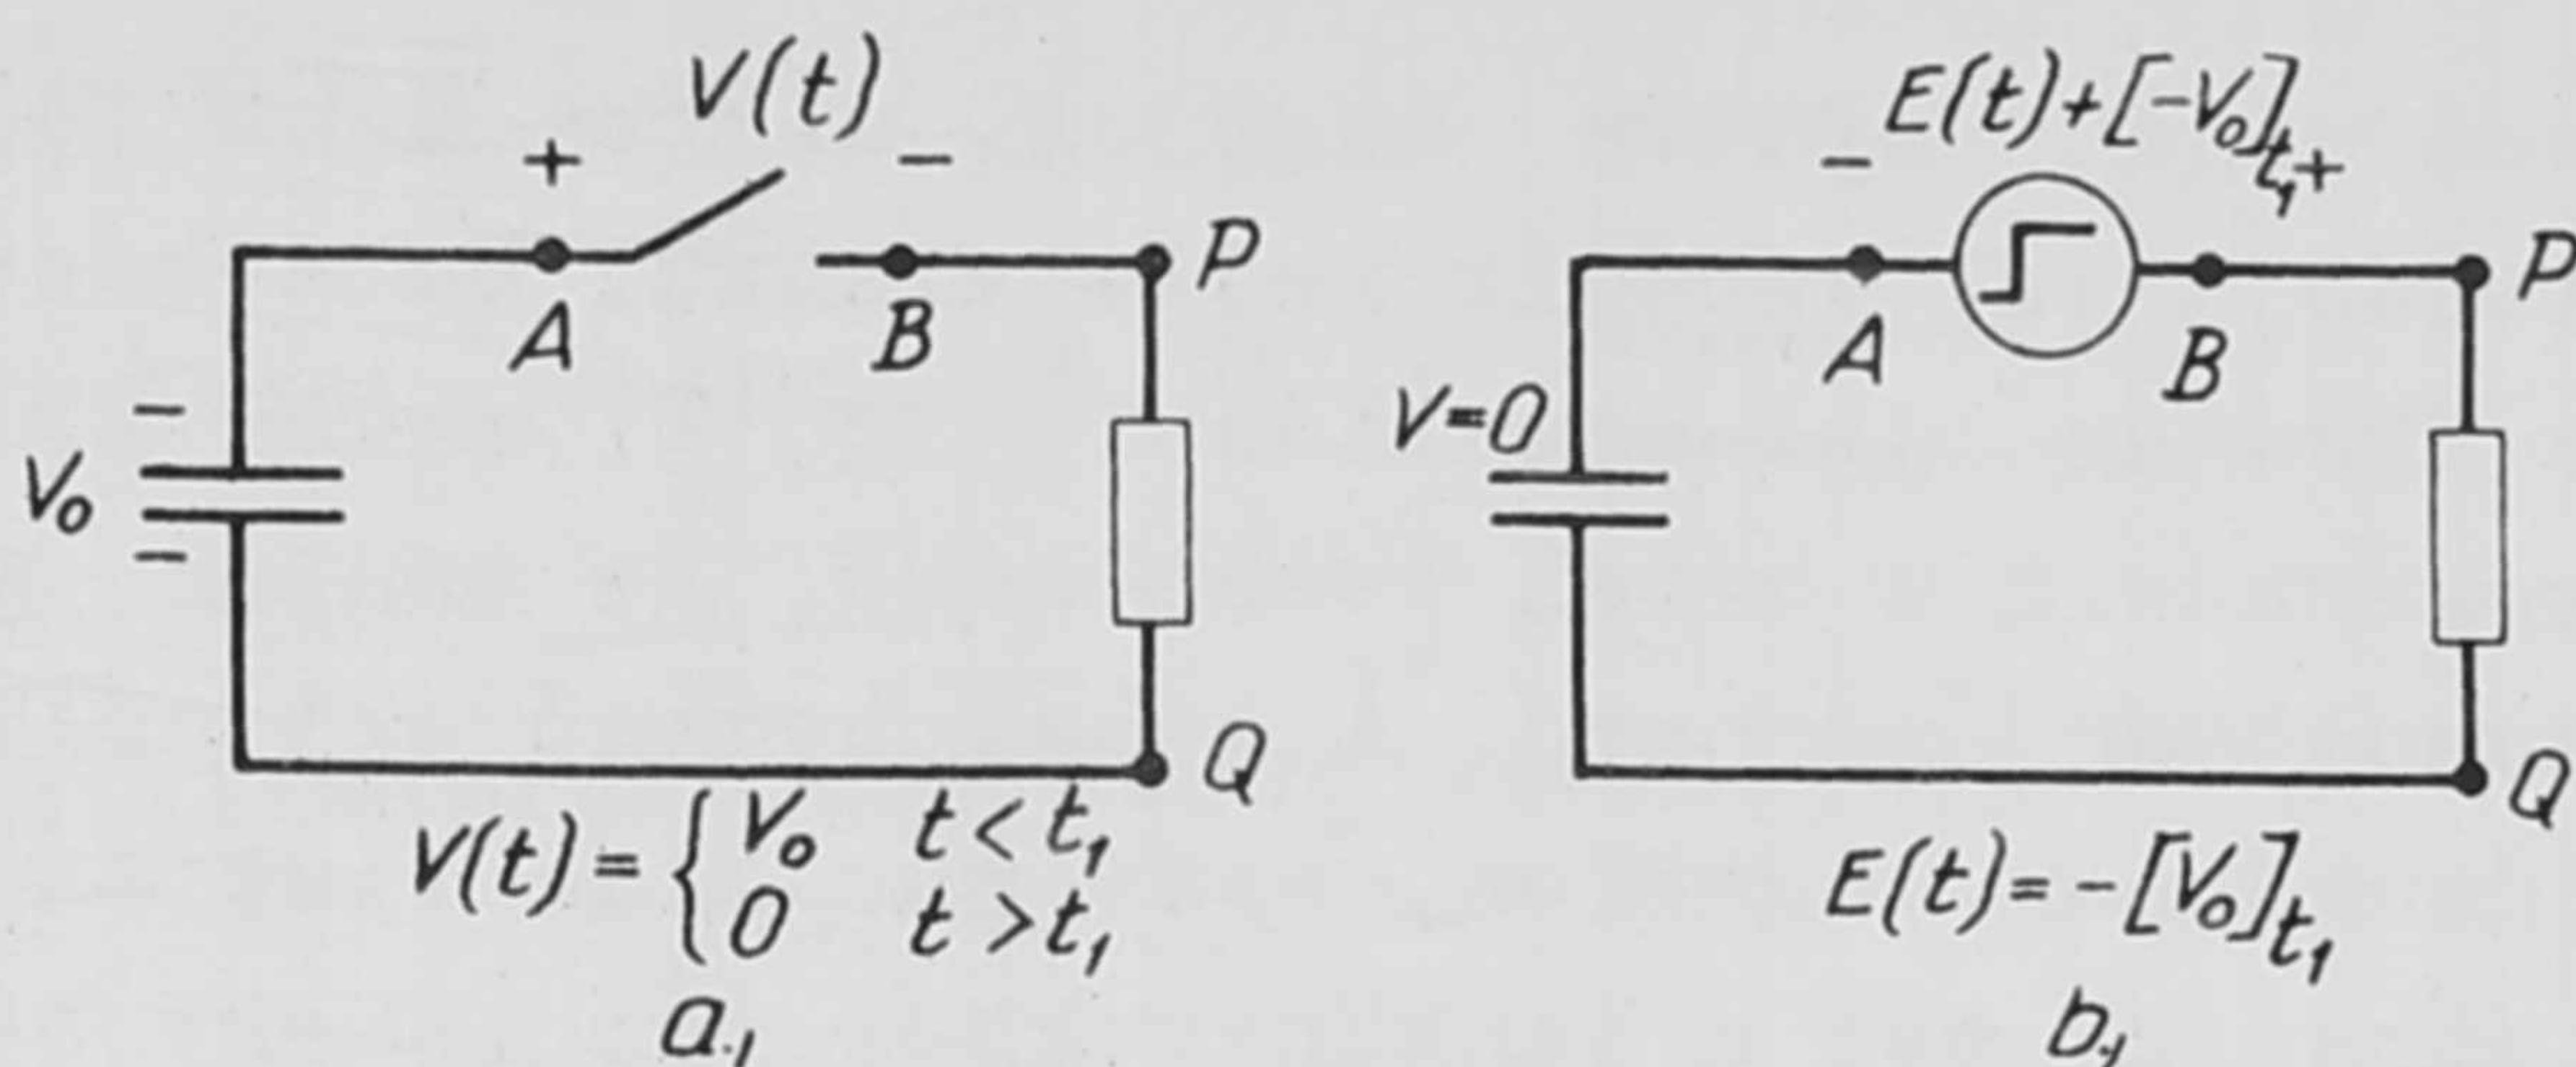 V(t)
+ −
A B P
−
V₀
−
Q
V(t) = { V₀ t < t₁
0 t > t₁
a.,
E(t)+[−V₀]t₁
− +
A B P
V=0
Q
E(t) = −[V₀]t₁
b.,